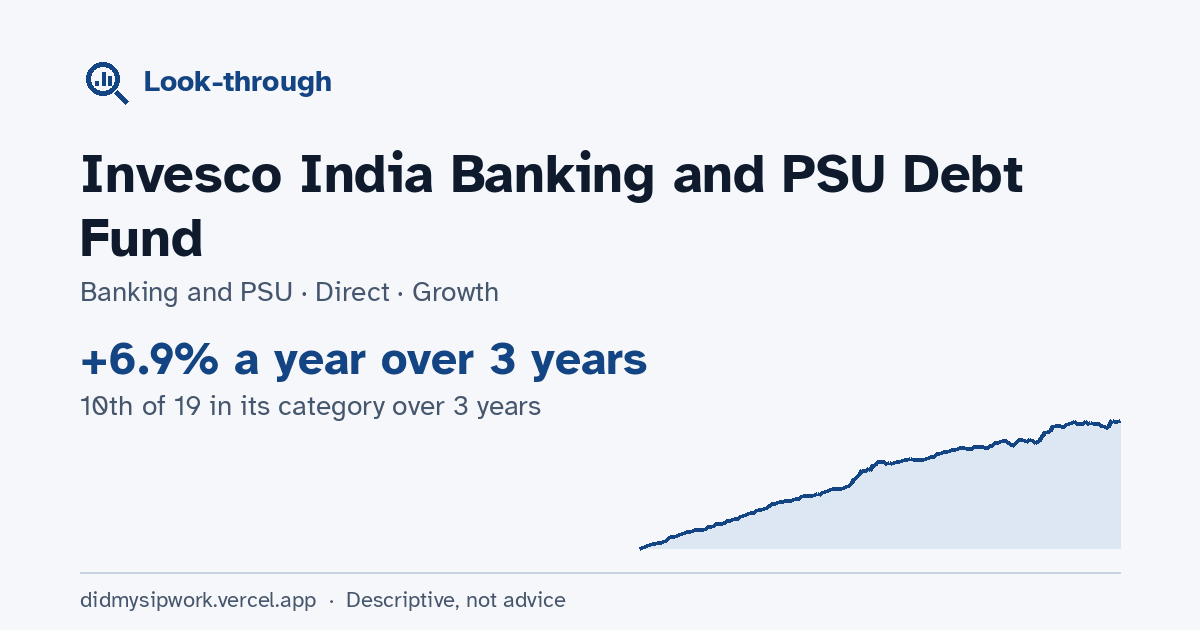 Look-through
Invesco India Banking and PSU Debt
Fund
Banking and PSU · Direct · Growth
+6.9% a year over 3 years
10th of 19 in its category over 3 years
didmysipwork.vercel.app · Descriptive, not advice